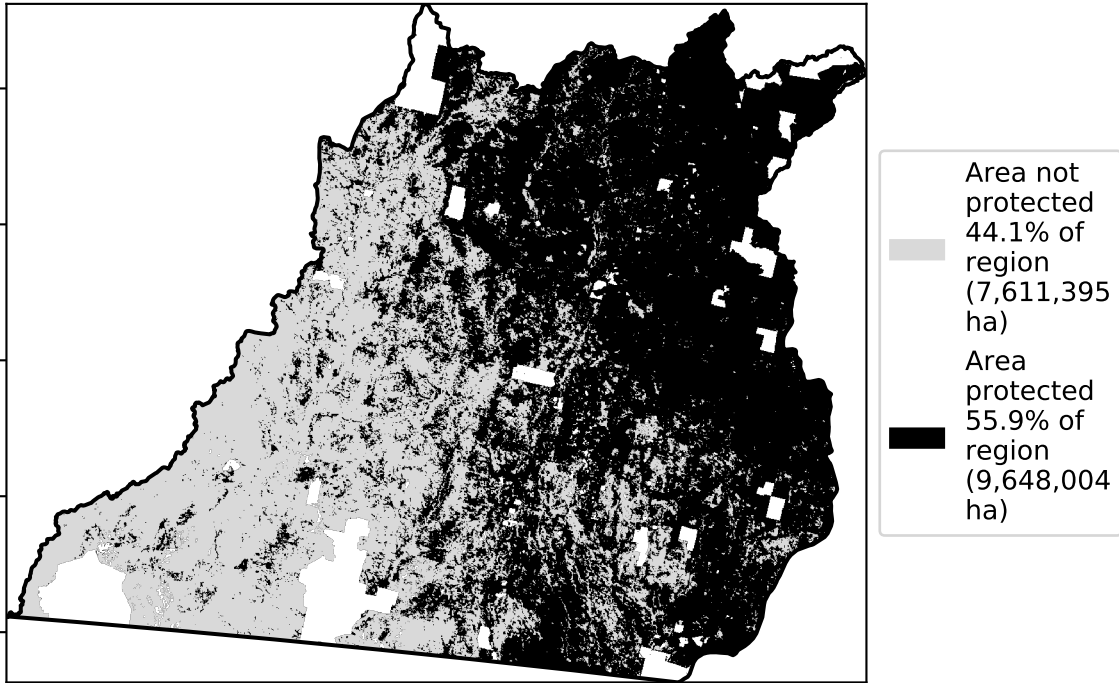 Area not
protected
44.1% of
region
(7,611,395
ha)
Area
protected
55.9% of
region
(9,648,004
ha)